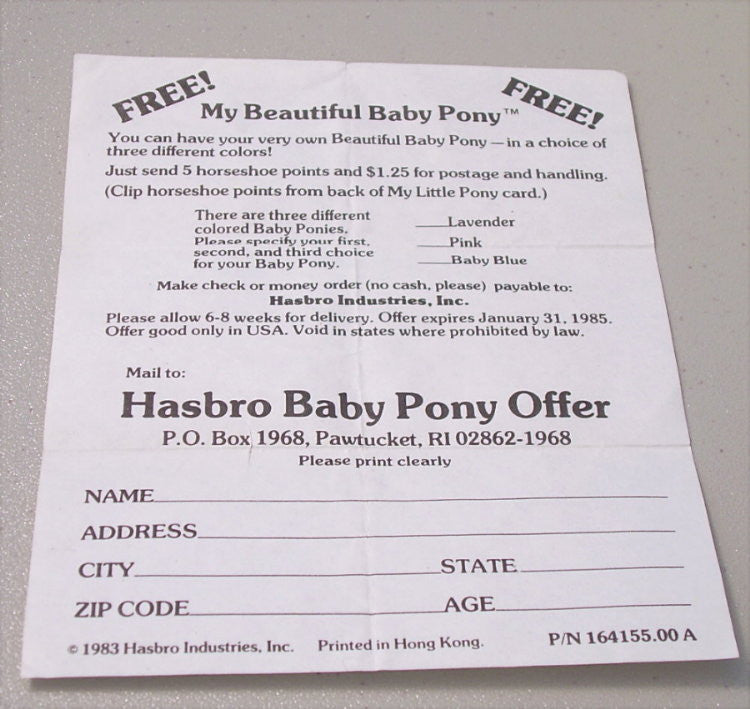 FREE! FREE!
My Beautiful Baby Pony™
You can have your very own Beautiful Baby Pony — in a choice of
three different colors!
Just send 5 horseshoe points and $1.25 for postage and handling.
(Clip horseshoe points from back of My Little Pony card.)
There are three different
colored Baby Ponies.
Please specify your first,
second, and third choice
for your Baby Pony.
___Lavender
___Pink
___Baby Blue
Make check or money order (no cash, please) payable to:
Hasbro Industries, Inc.
Please allow 6-8 weeks for delivery. Offer expires January 31, 1985.
Offer good only in USA. Void in states where prohibited by law.
Mail to:
Hasbro Baby Pony Offer
P.O. Box 1968, Pawtucket, RI 02862-1968
Please print clearly
NAME
ADDRESS
CITY STATE
ZIP CODE AGE
© 1983 Hasbro Industries, Inc. Printed in Hong Kong. P/N 164155.00 A